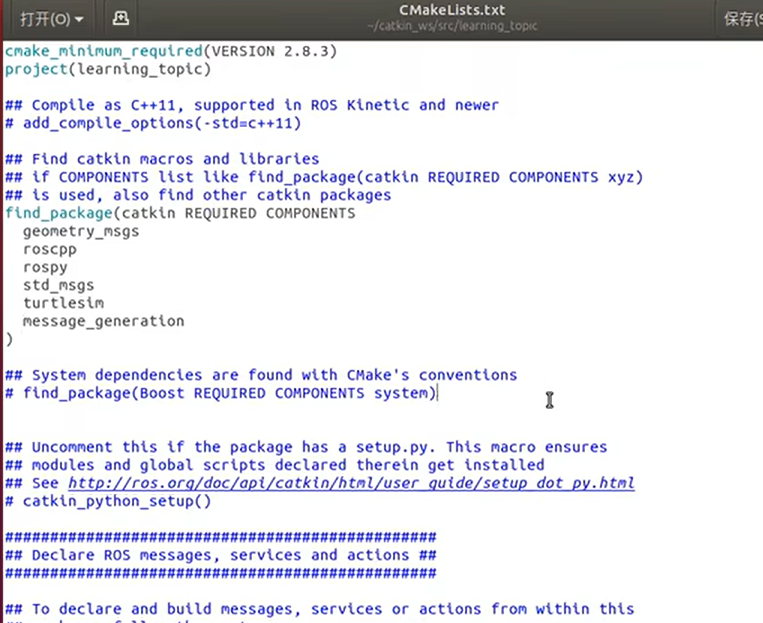 打开(O)
CMakeLists.txt
~/catkin_ws/src/learning_topic
保存(S
cmake_minimum_required(VERSION 2.8.3)
project(learning_topic)
## Compile as C++11, supported in ROS Kinetic and newer
# add_compile_options(-std=c++11)
## Find catkin macros and libraries
## if COMPONENTS list like find_package(catkin REQUIRED COMPONENTS xyz)
## is used, also find other catkin packages
find_package(catkin REQUIRED COMPONENTS
  geometry_msgs
  roscpp
  rospy
  std_msgs
  turtlesim
  message_generation
)
## System dependencies are found with CMake's conventions
# find_package(Boost REQUIRED COMPONENTS system)
## Uncomment this if the package has a setup.py. This macro ensures
## modules and global scripts declared therein get installed
## See http://ros.org/doc/api/catkin/html/user_guide/setup_dot_py.html
# catkin_python_setup()
################################################
## Declare ROS messages, services and actions ##
################################################
## To declare and build messages, services or actions from within this